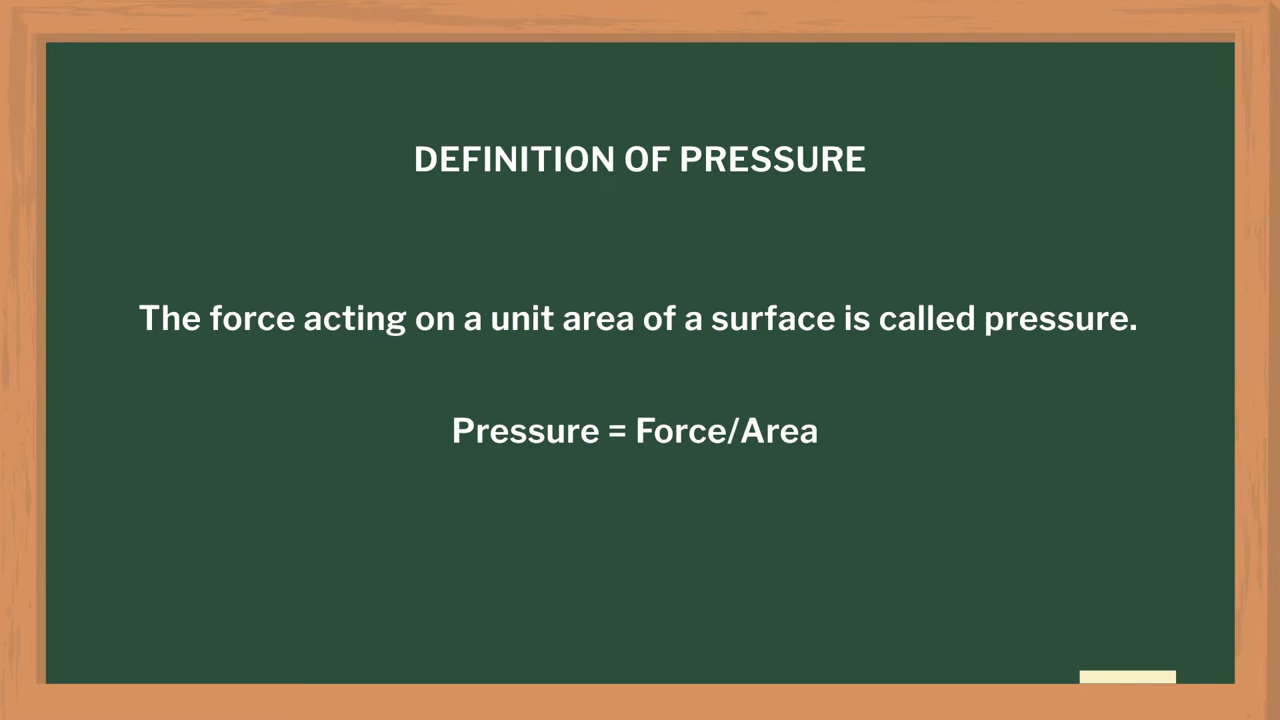 DEFINITION OF PRESSURE
The force acting on a unit area of a surface is called pressure.
Pressure = Force/Area